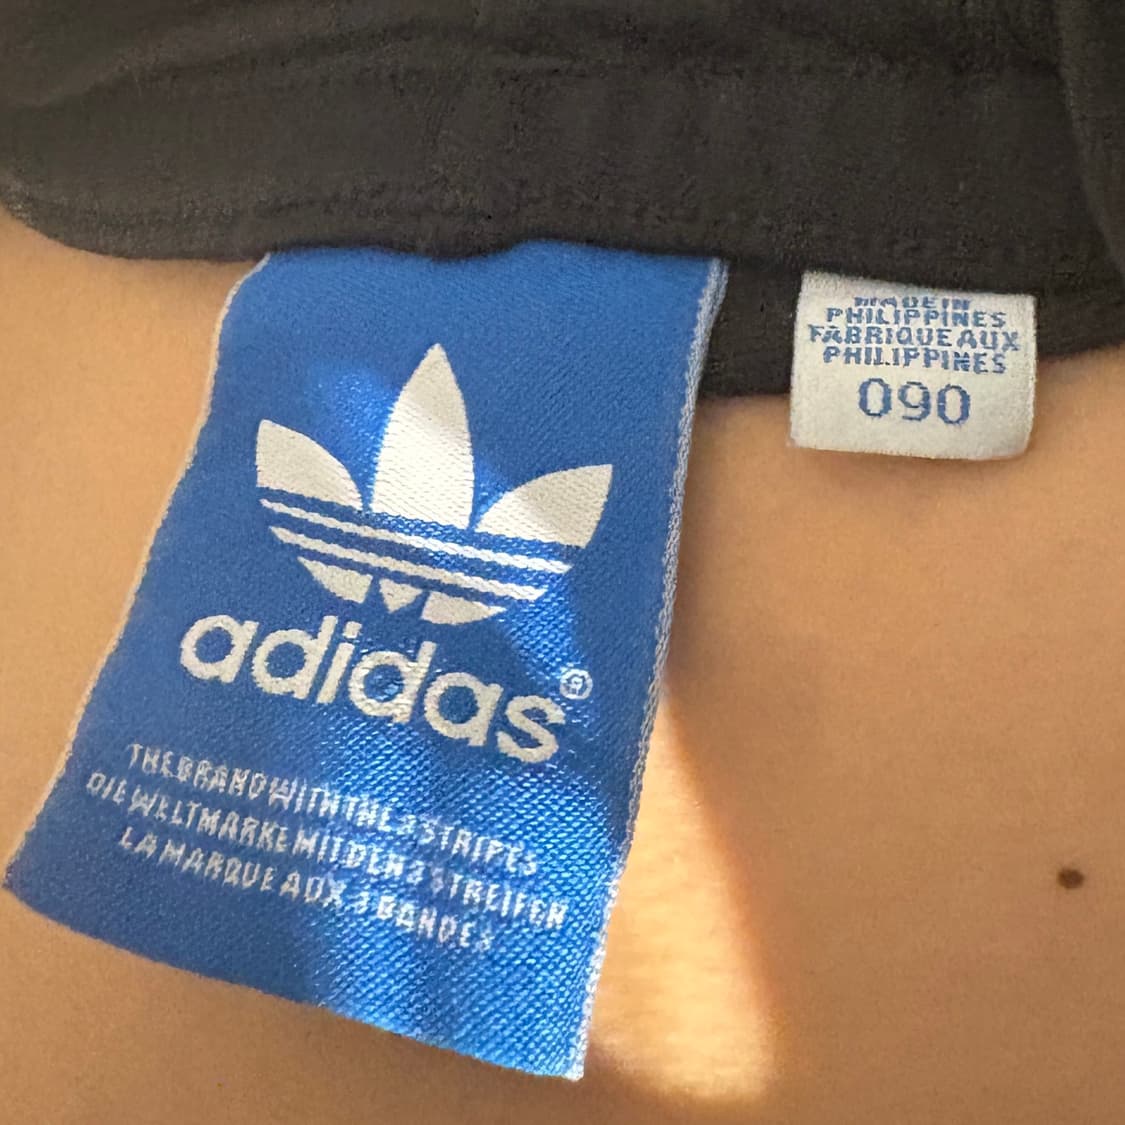 adidas®
THE BRAND WITH THE 3 STRIPES
DIE WELTMARKE MIT DEN 3 STREIFEN
LA MARQUE AUX 3 BANDES
MADE IN
PHILIPPINES
FABRIQUE AUX
PHILIPPINES
090